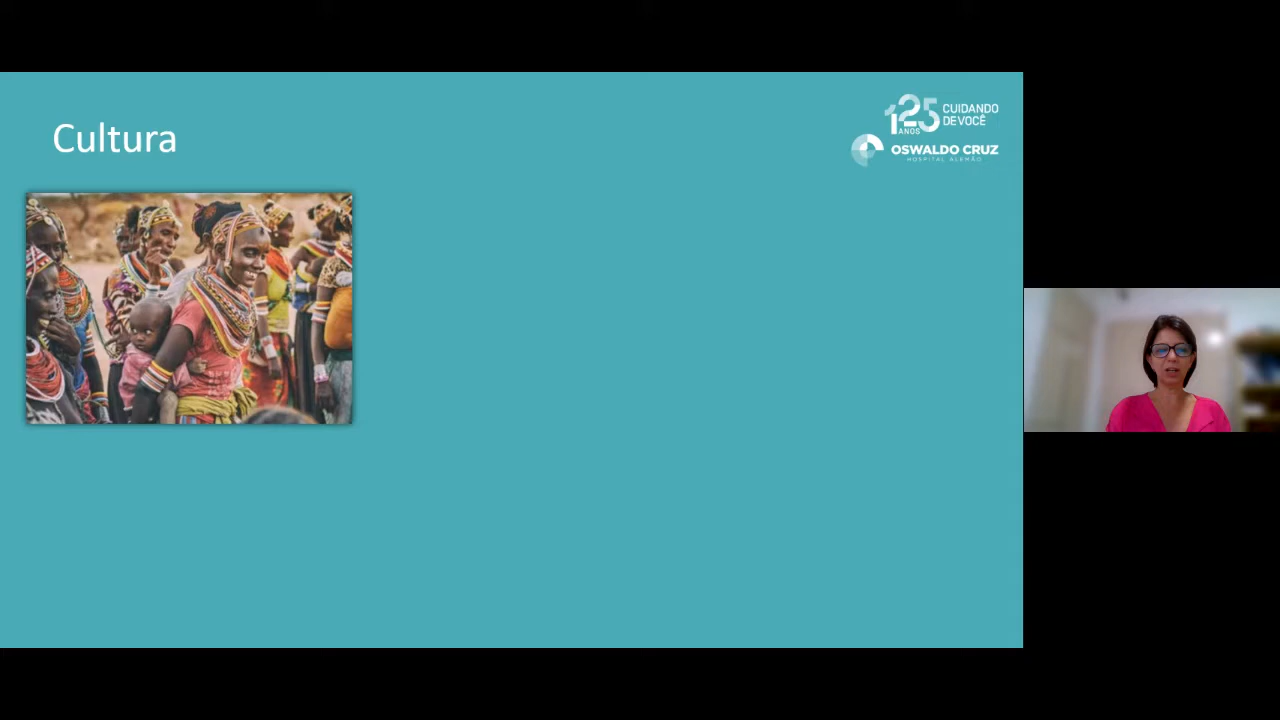 Cultura
125 CUIDANDO
ANOS DE VOCÊ
OSWALDO CRUZ
HOSPITAL ALEMÃO